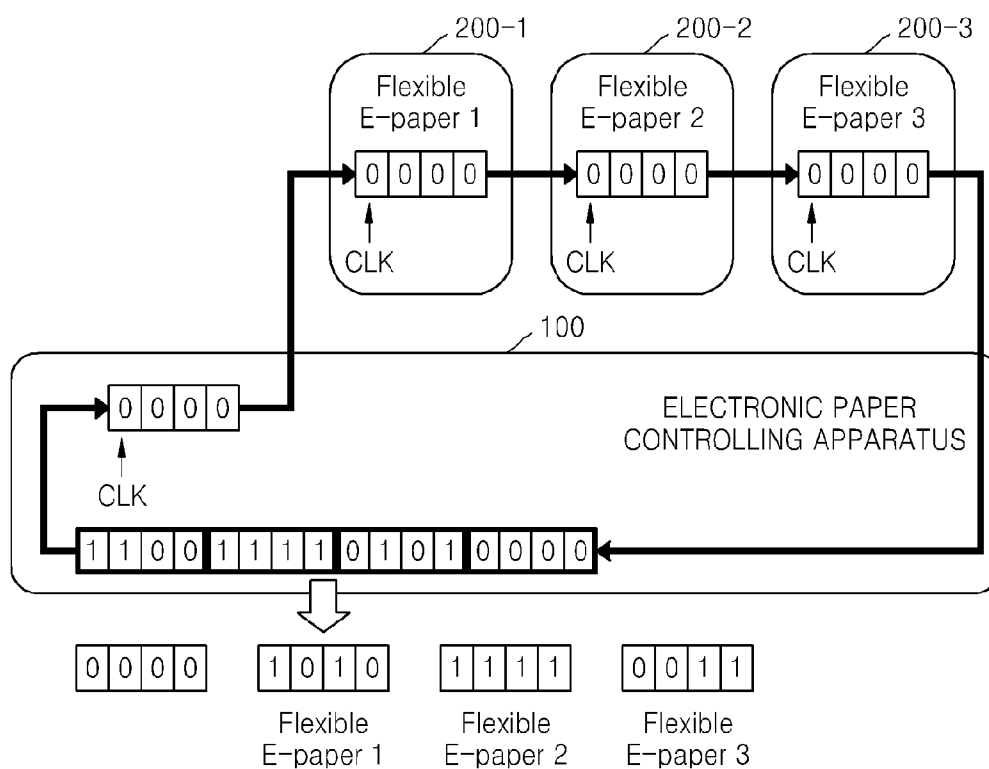 200-1
200-2
200-3
Flexible
E-paper 1
Flexible
E-paper 2
Flexible
E-paper 3
0 0 0 0
0 0 0 0
0 0 0 0
CLK
CLK
CLK
100
0 0 0 0
ELECTRONIC PAPER
CONTROLLING APPARATUS
CLK
1 1 0 0 1 1 1 1 0 1 0 1 0 0 0 0
0 0 0 0
1 0 1 0
1 1 1 1
0 0 1 1
Flexible
E-paper 1
Flexible
E-paper 2
Flexible
E-paper 3